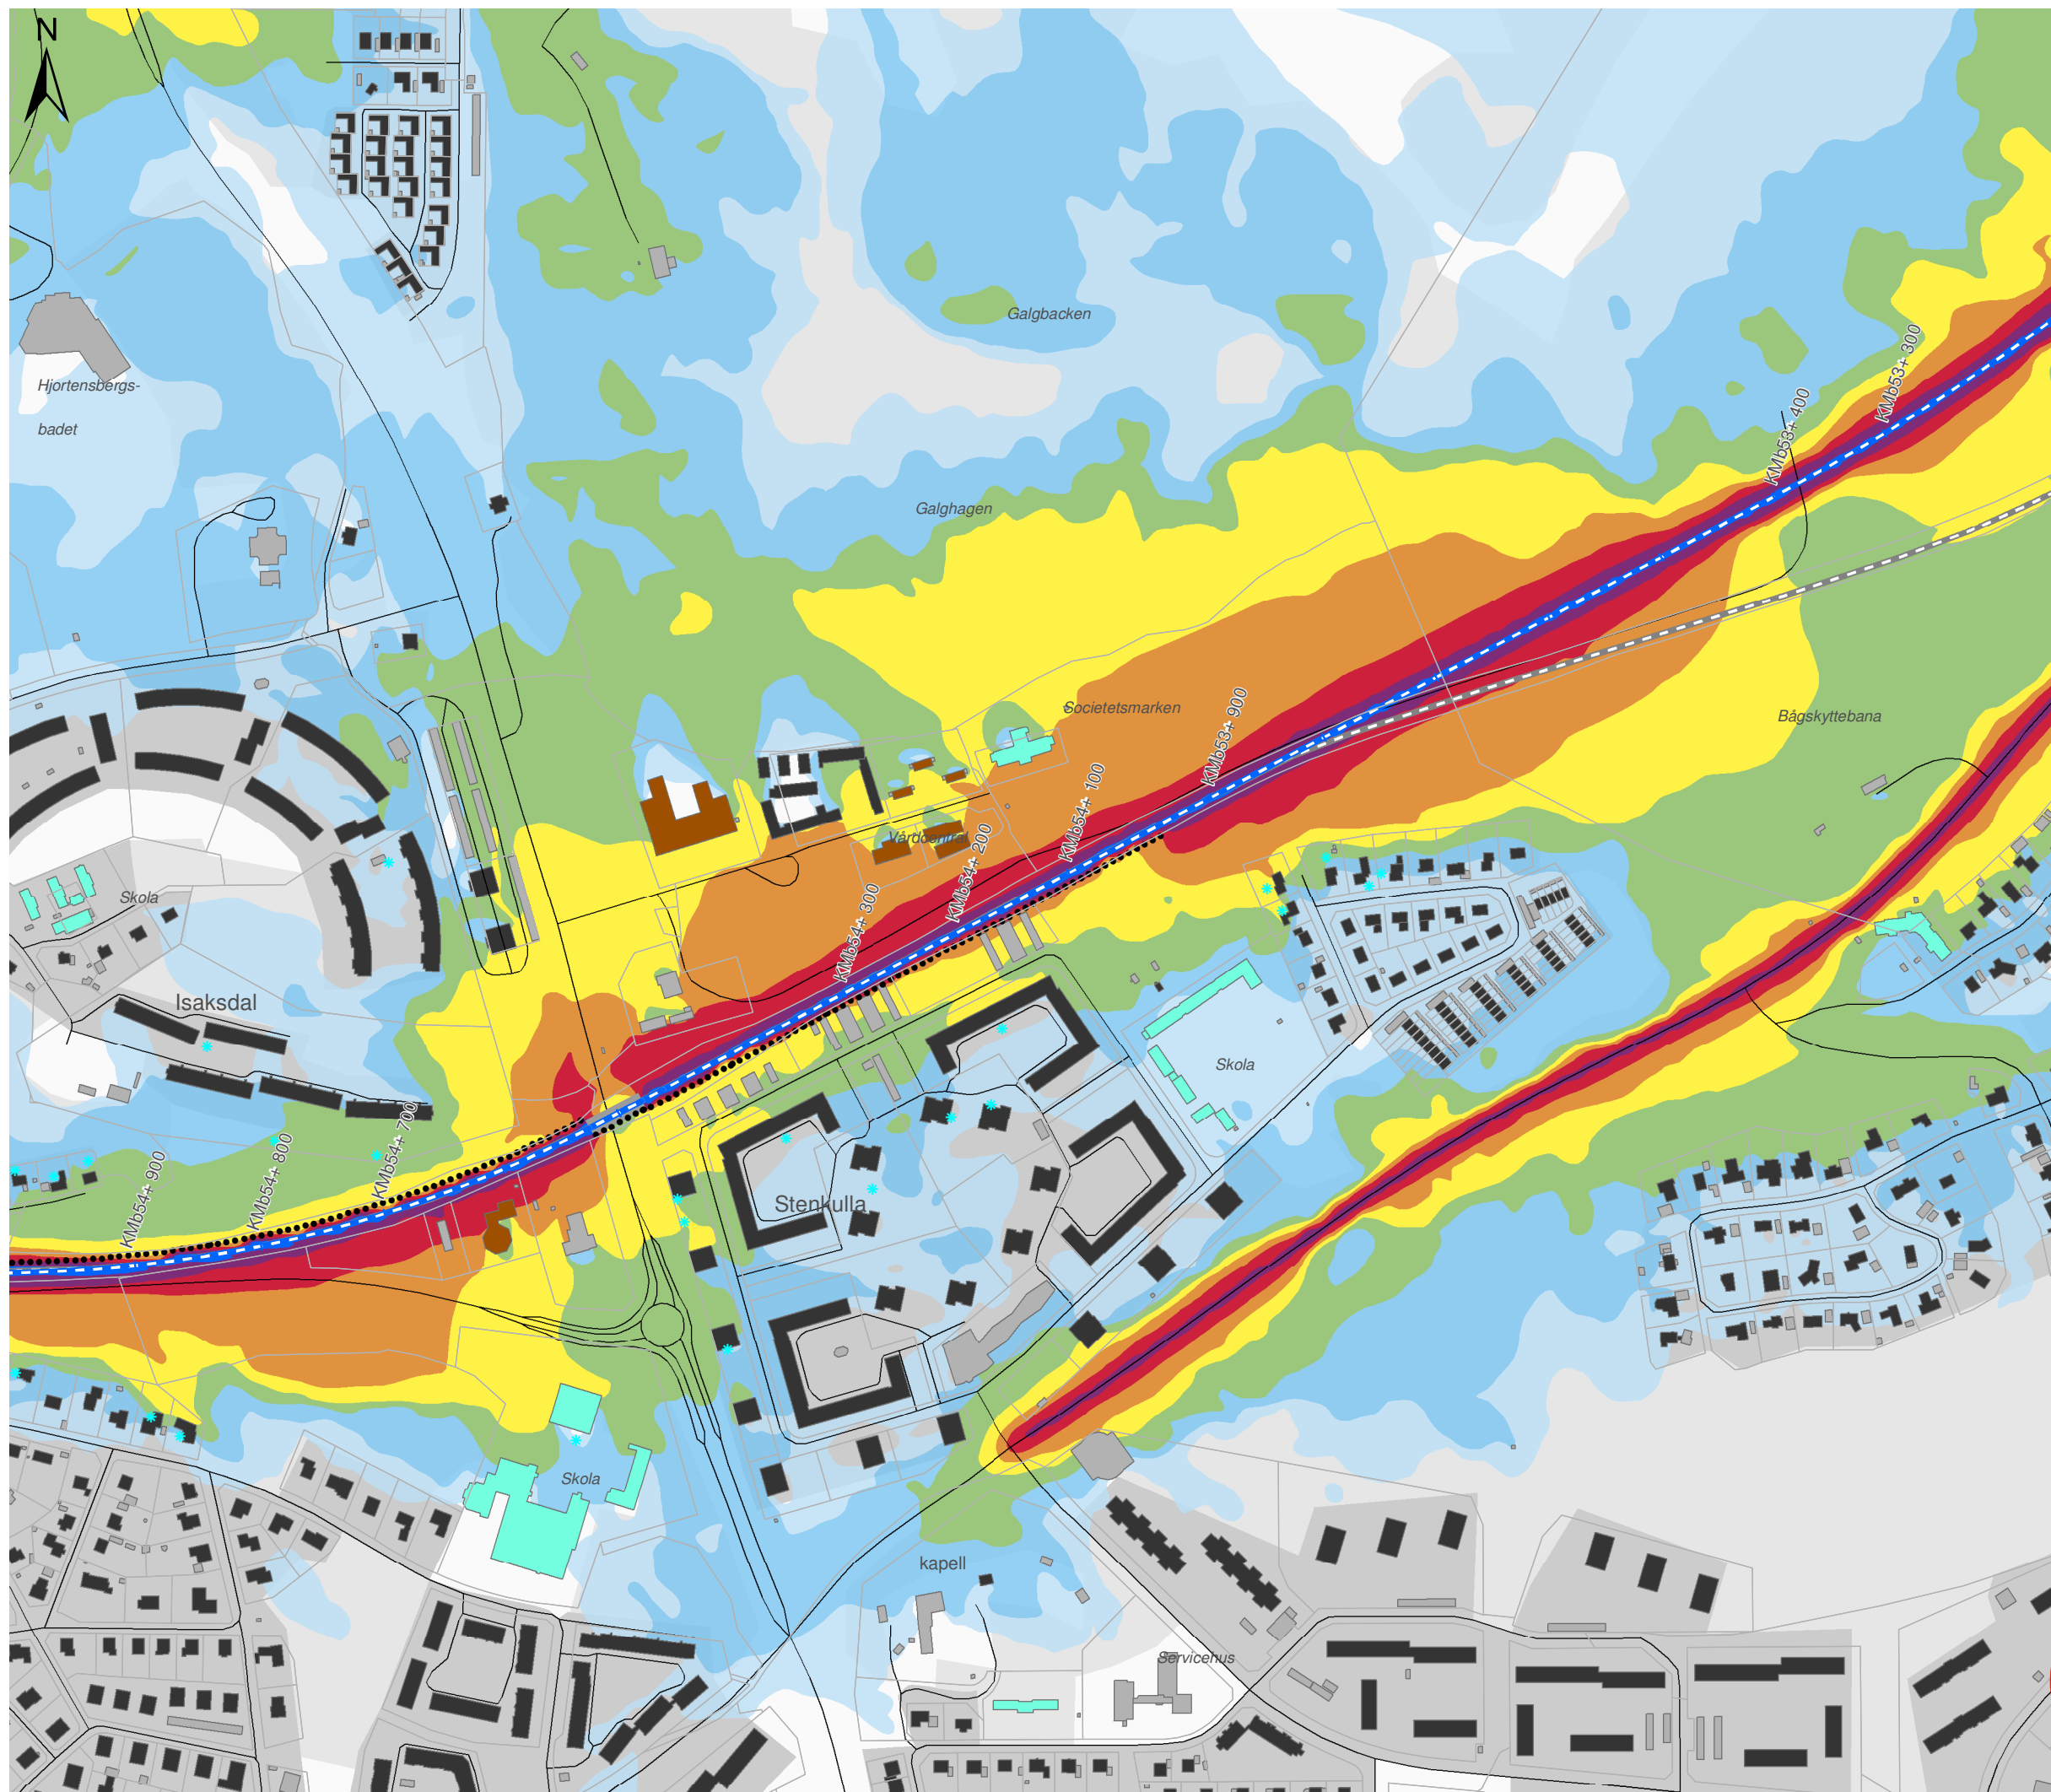 N
Galgbacken
Hjortensbergs-
badet
KMb53+ 300
KMb53+ 400
Galghagen
Societetsmarken
Bågskyttebana
KMb53+ 900
KMb54+ 100
Vårdcentral
KMb54+ 200
KMb54+ 300
Skola
Isaksdal
Skola
KMb54+ 700
KMb54+ 800
KMb54+ 900
Stenkulla
Skola
kapell
Servicehus